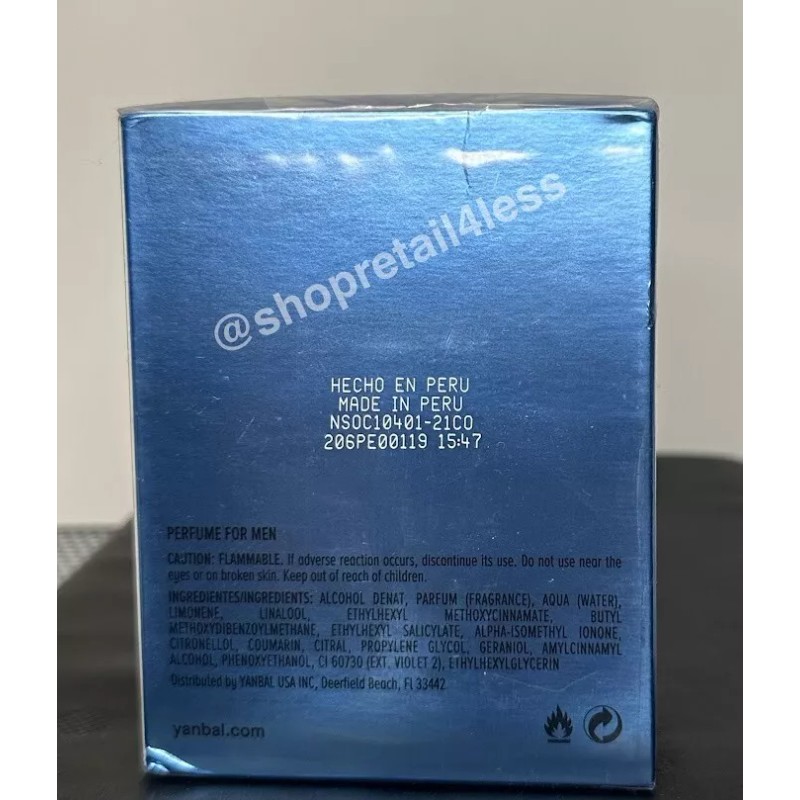 @shopretail4less
HECHO EN PERU
MADE IN PERU
NSOC10401-21CO
206PE00119 15:47
PERFUME FOR MEN
CAUTION: FLAMMABLE. If adverse reaction occurs, discontinue its use. Do not use near the
eyes or on broken skin. Keep out of reach of children.
INGREDIENTES/INGREDIENTS: ALCOHOL DENAT, PARFUM (FRAGRANCE), AQUA (WATER),
LIMONENE, LINALOOL, ETHYLHEXYL METHOXYCINNAMATE, BUTYL
METHOXYDIBENZOYLMETHANE, ETHYLHEXYL SALICYLATE, ALPHA-ISOMETHYL IONONE,
CITRONELLOL, COUMARIN, CITRAL, PROPYLENE GLYCOL, GERANIOL, AMYLCINNAMYL
ALCOHOL, PHENOXYETHANOL, CI 60730 (EXT. VIOLET 2), ETHYLHEXYLGLYCERIN
Distributed by YANBAL USA INC, Deerfield Beach, Fl 33442.
yanbal.com